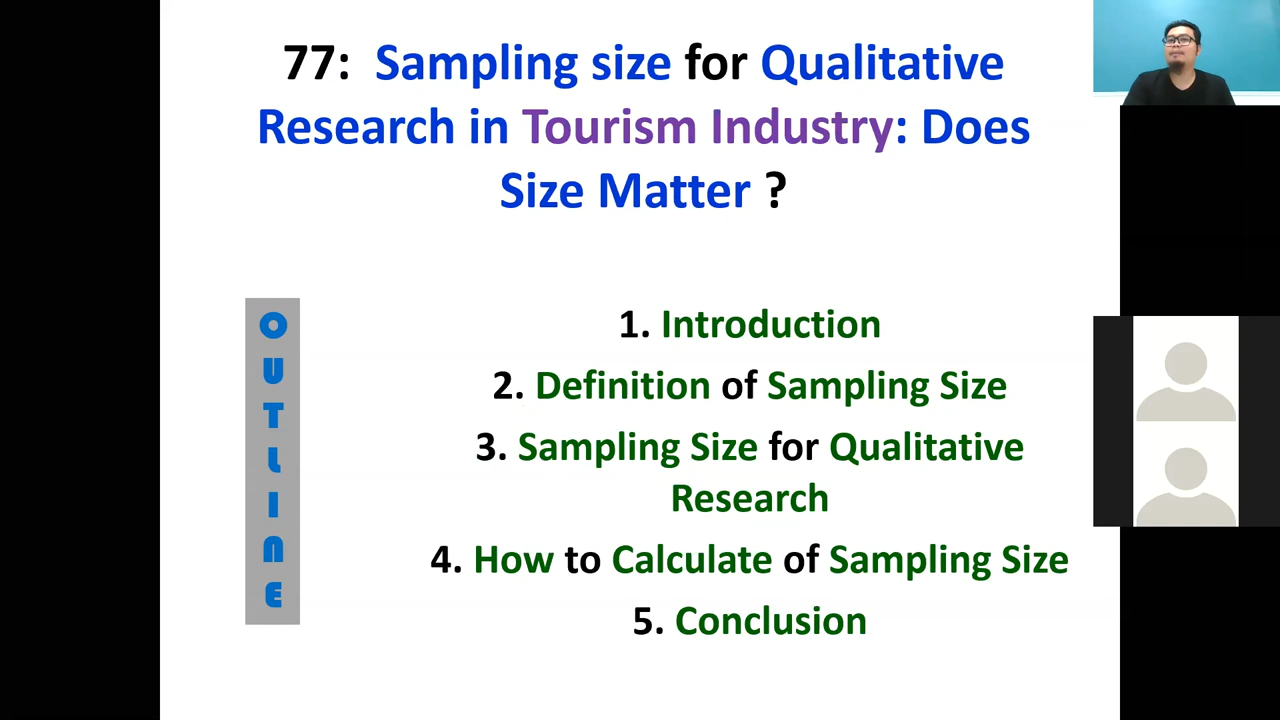 77: Sampling size for Qualitative
Research in Tourism Industry: Does
Size Matter ?
OUTLINE
1. Introduction
2. Definition of Sampling Size
3. Sampling Size for Qualitative
Research
4. How to Calculate of Sampling Size
5. Conclusion